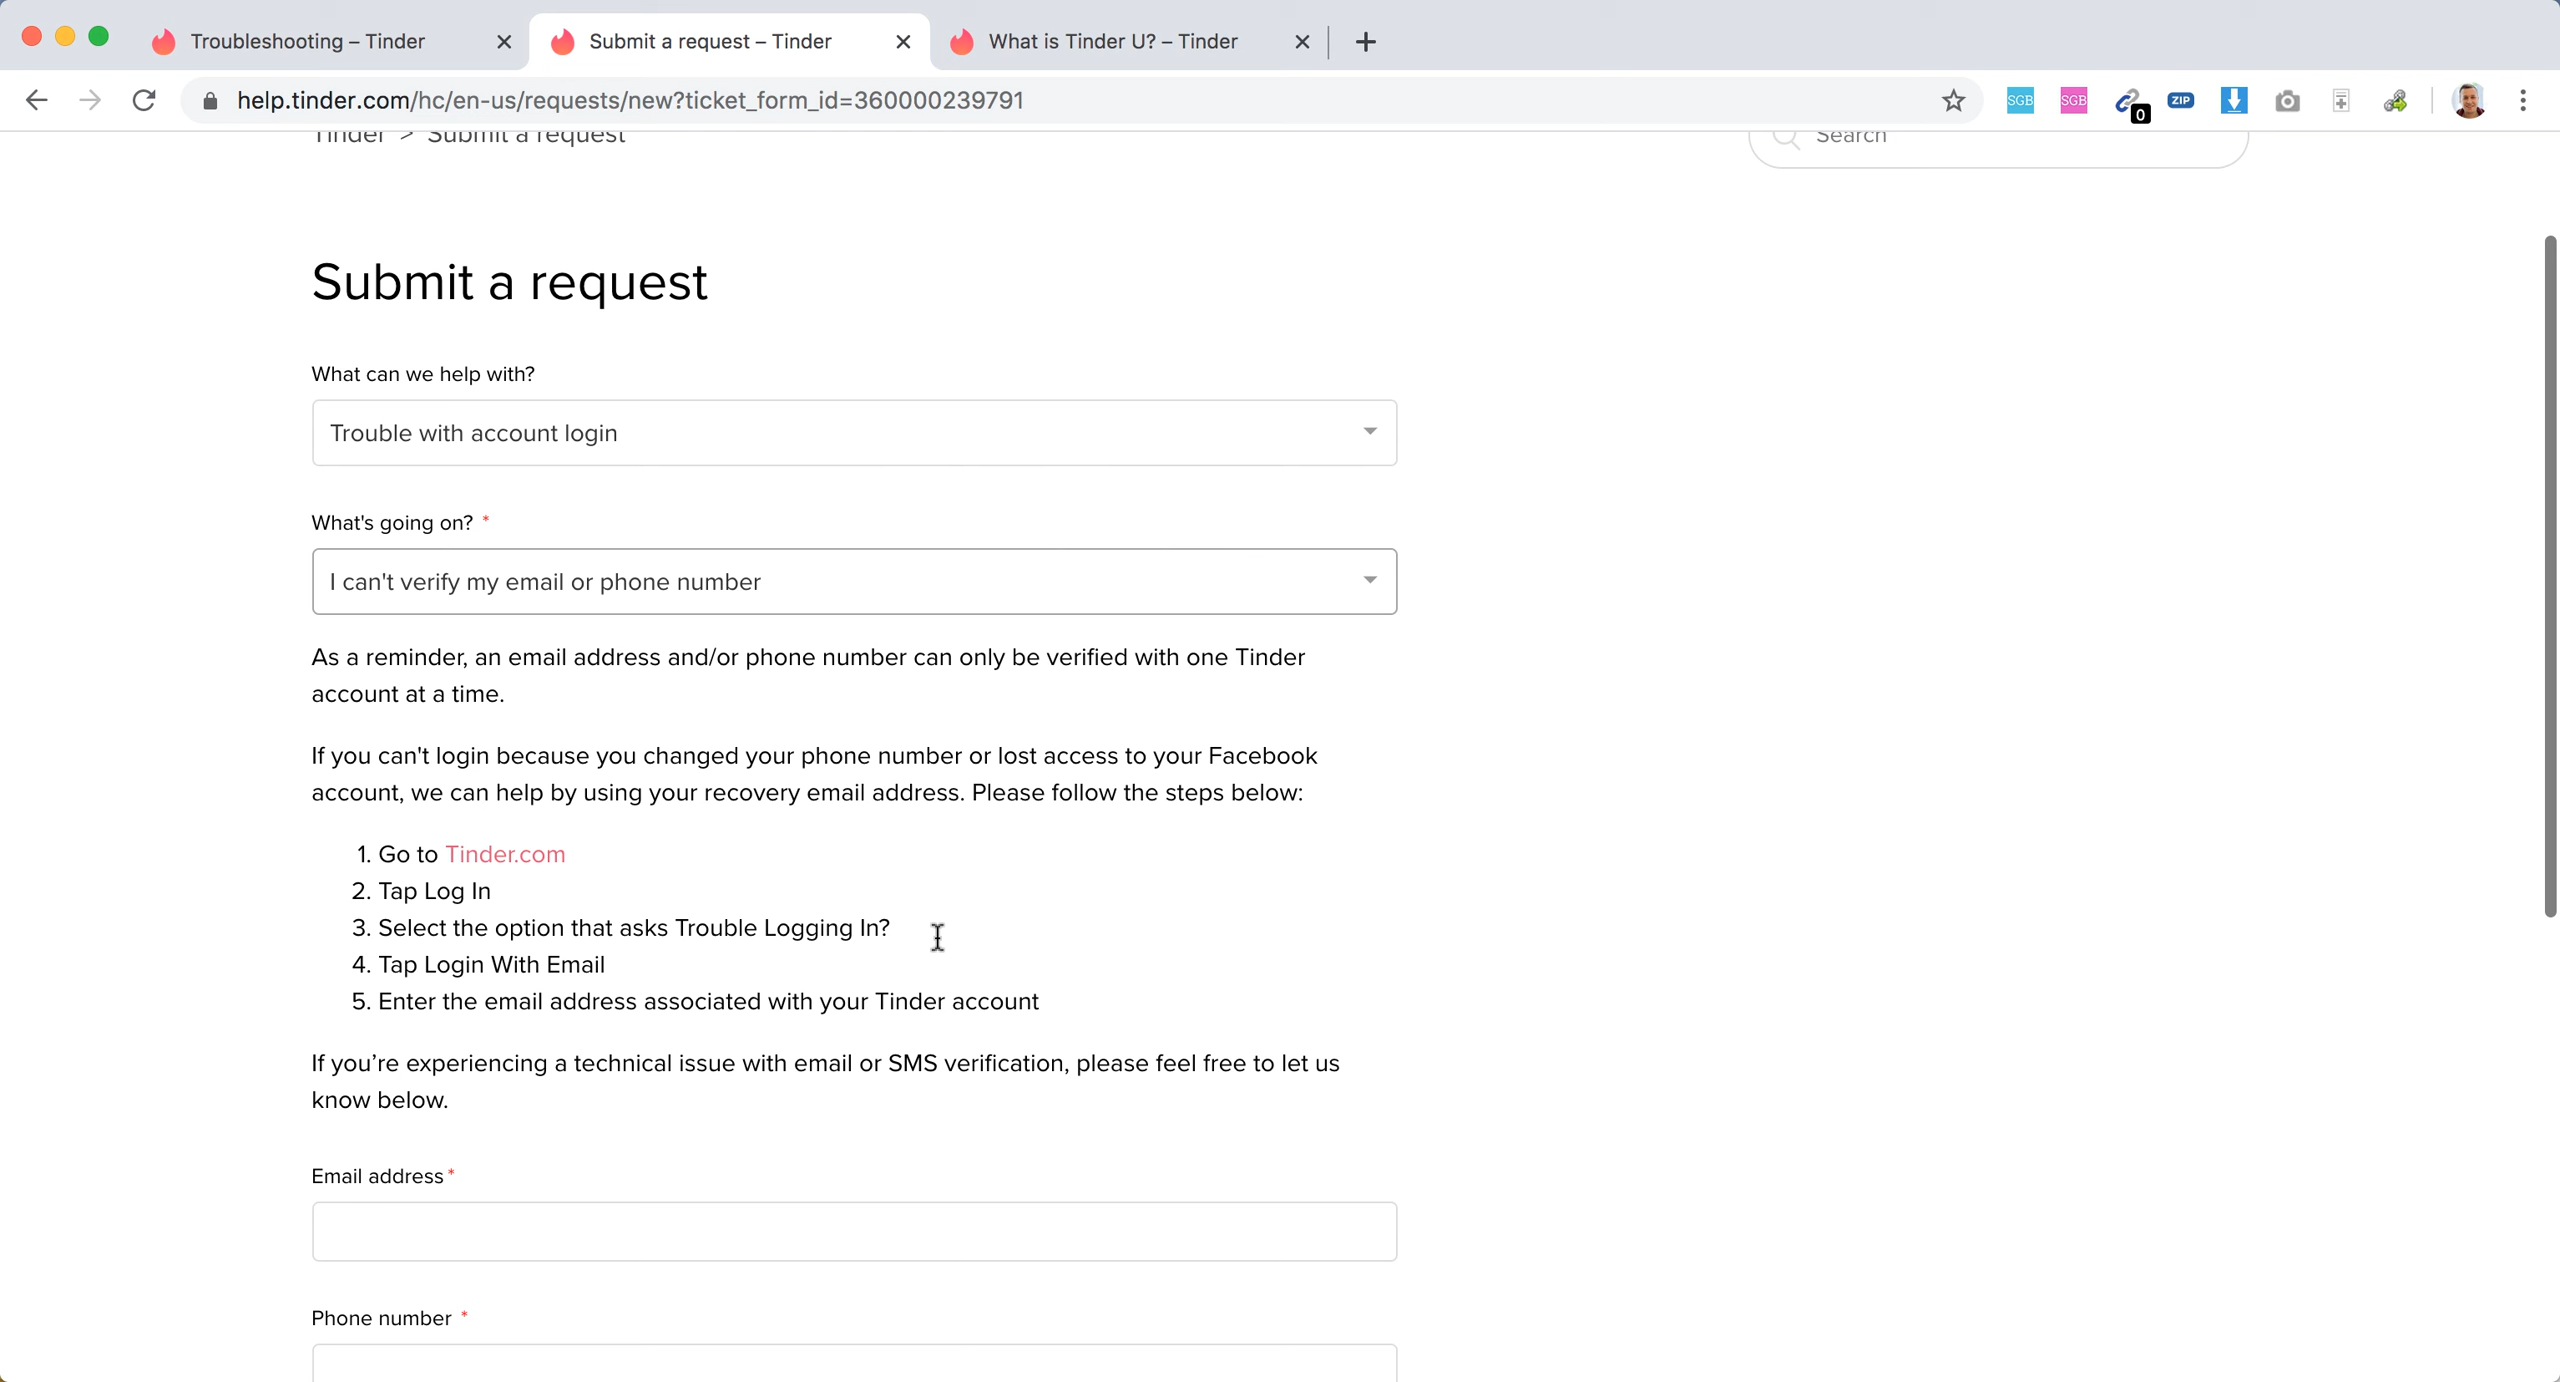 Troubleshooting – Tinder
Submit a request – Tinder
What is Tinder U? – Tinder
help.tinder.com/hc/en-us/requests/new?ticket_form_id=360000239791
SGB
SGB
0
ZIP
Tinder > Submit a request
Search
Submit a request
What can we help with?
Trouble with account login
What's going on? *
I can't verify my email or phone number
As a reminder, an email address and/or phone number can only be verified with one Tinder
account at a time.
If you can't login because you changed your phone number or lost access to your Facebook
account, we can help by using your recovery email address. Please follow the steps below:
1. Go to Tinder.com
2. Tap Log In
3. Select the option that asks Trouble Logging In?
4. Tap Login With Email
5. Enter the email address associated with your Tinder account
If you’re experiencing a technical issue with email or SMS verification, please feel free to let us
know below.
Email address*
Phone number *